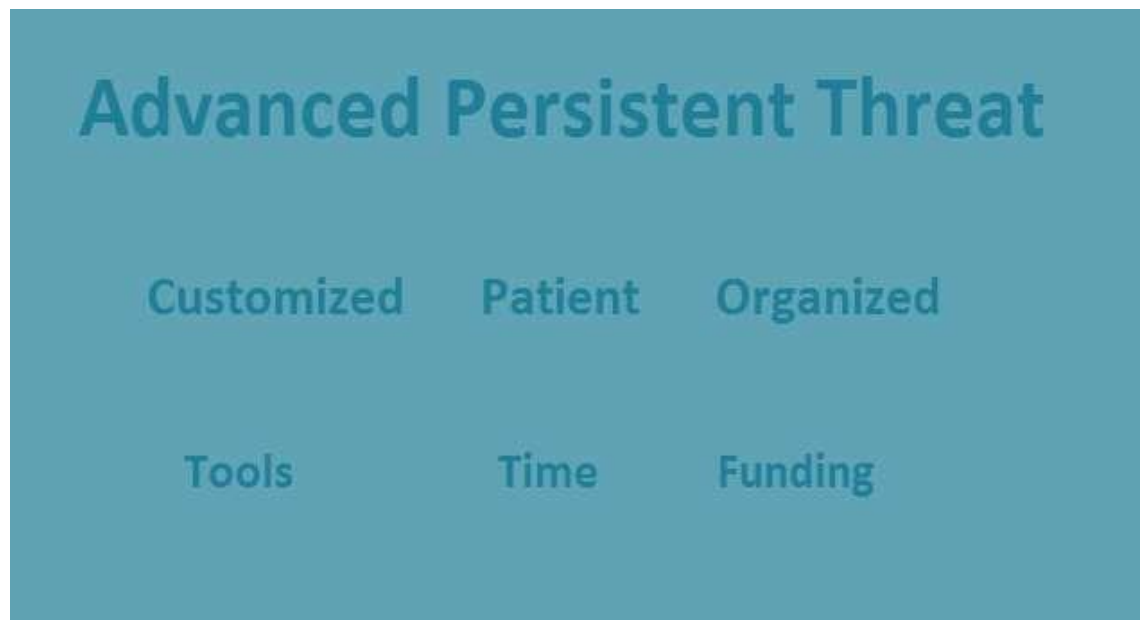 Advanced Persistent Threat
Customized Patient Organized
Tools Time Funding